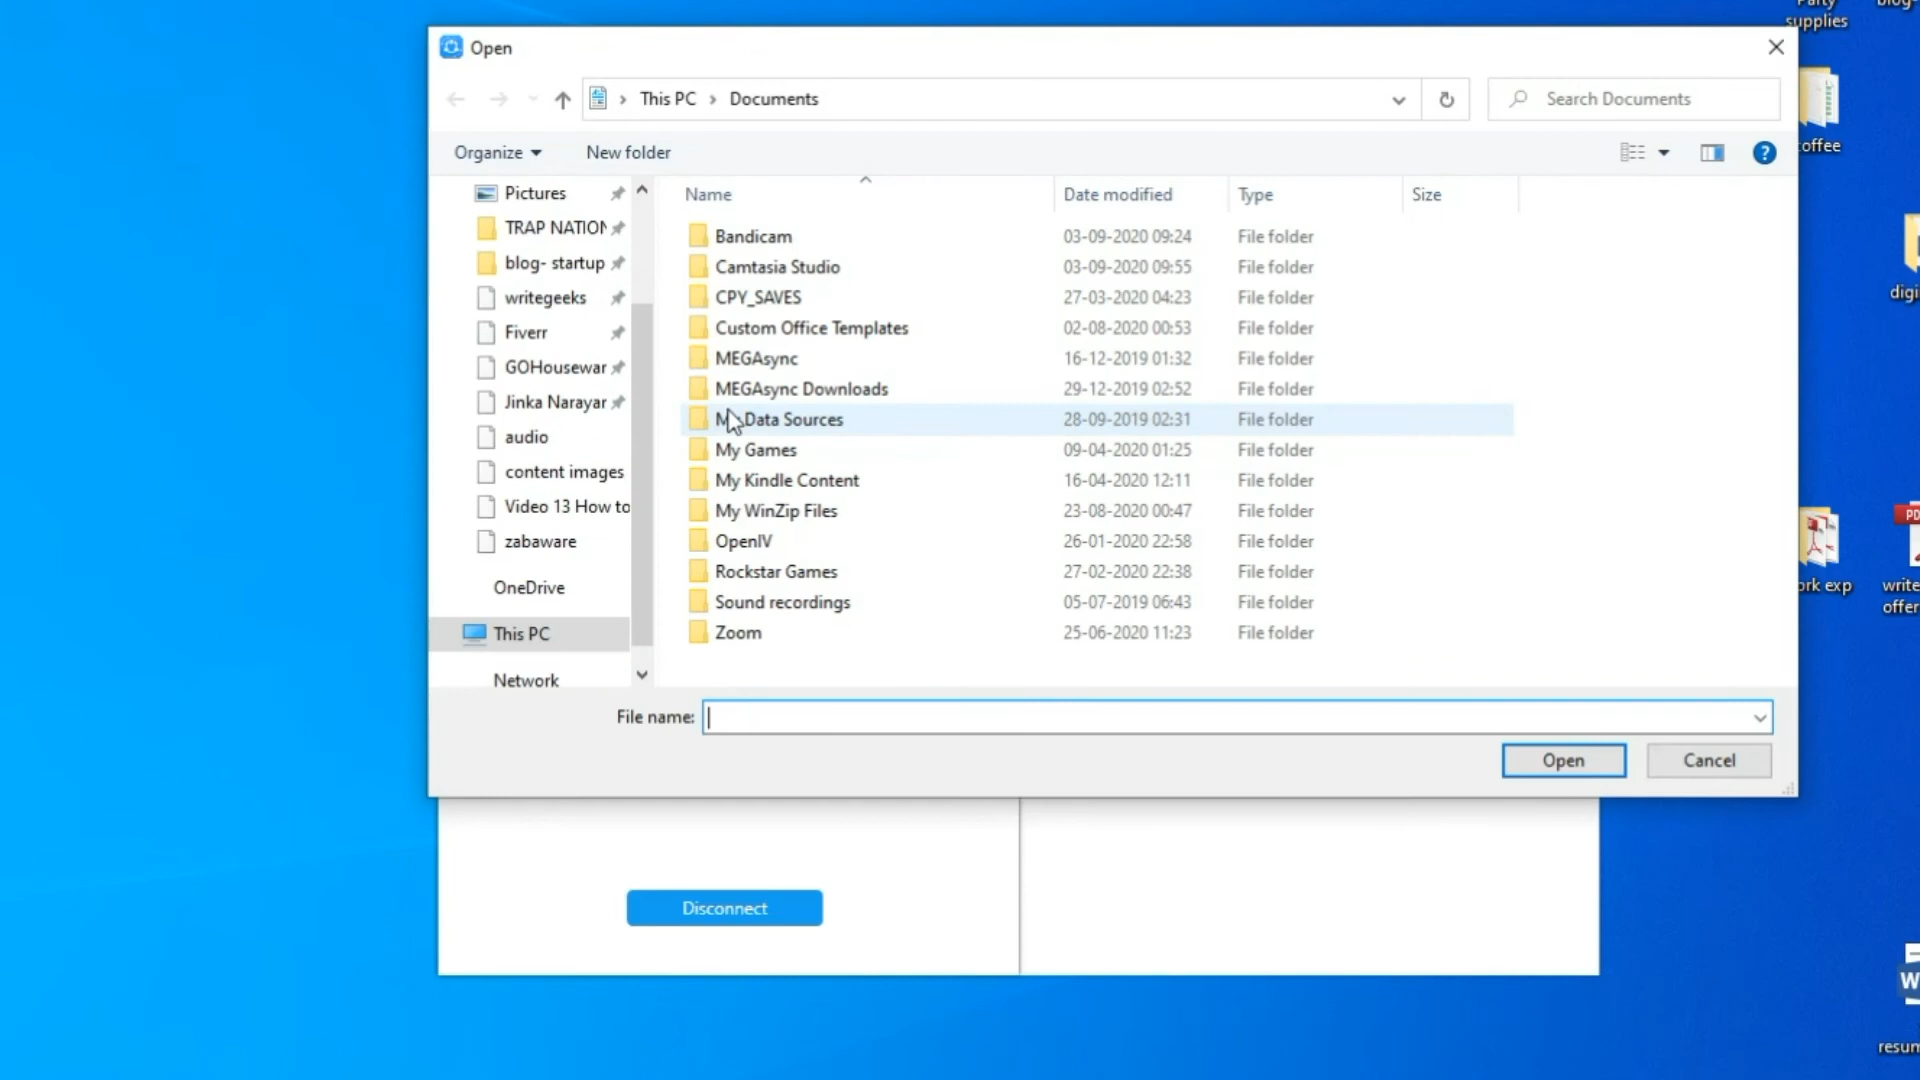 Open
This PC > Documents
Search Documents
Organize
New folder
Name
Date modified
Type
Size
Pictures
TRAP NATION
blog- startup
writegeeks
Fiverr
GOHousewar
Jinka Narayar
audio
content images
Video 13 How to
zabaware
OneDrive
This PC
Network
Bandicam 03-09-2020 09:24 File folder
Camtasia Studio 03-09-2020 09:55 File folder
CPY_SAVES 27-03-2020 04:23 File folder
Custom Office Templates 02-08-2020 00:53 File folder
MEGAsync 16-12-2019 01:32 File folder
MEGAsync Downloads 29-12-2019 02:52 File folder
My Data Sources 28-09-2019 02:31 File folder
My Games 09-04-2020 01:25 File folder
My Kindle Content 16-04-2020 12:11 File folder
My WinZip Files 23-08-2020 00:47 File folder
OpenIV 26-01-2020 22:58 File folder
Rockstar Games 27-02-2020 22:38 File folder
Sound recordings 05-07-2019 06:43 File folder
Zoom 25-06-2020 11:23 File folder
File name:
Open
Cancel
Disconnect
Party
supplies
blog-
offee
digi
ork exp
PD
write
offer
W
resum